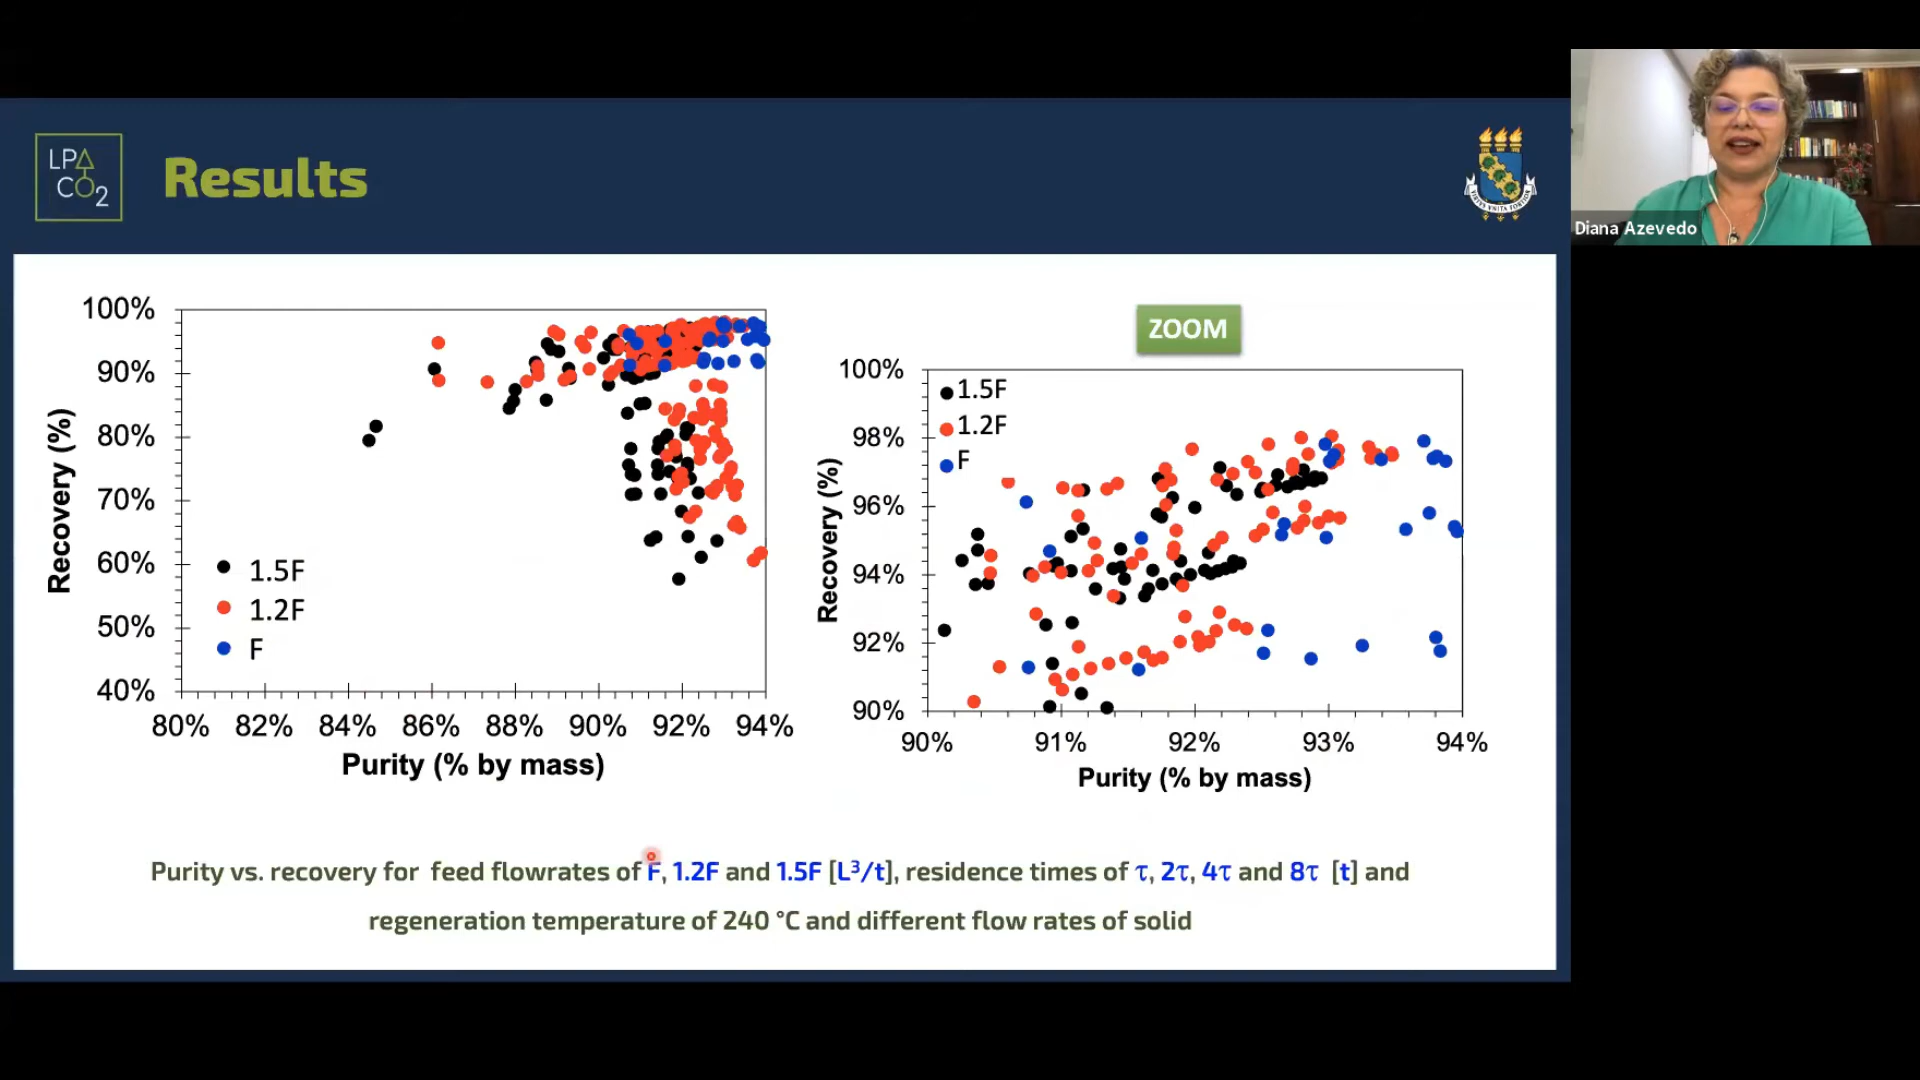 LPA
CO2
Results
VIRTUS UNITA FORTIOR
Diana Azevedo
100%
90%
80%
70%
60%
50%
40%
Recovery (%)
1.5F
1.2F
F
80% 82% 84% 86% 88% 90% 92% 94%
Purity (% by mass)
ZOOM
100%
98%
96%
94%
92%
90%
Recovery (%)
1.5F
1.2F
F
90% 91% 92% 93% 94%
Purity (% by mass)
Purity vs. recovery for feed flowrates of F, 1.2F and 1.5F [L³/t], residence times of τ, 2τ, 4τ and 8τ [t] and
regeneration temperature of 240 °C and different flow rates of solid